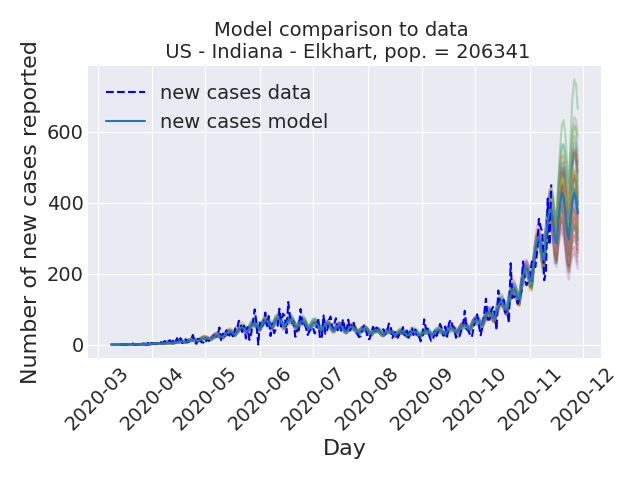 Model comparison to data
US - Indiana - Elkhart, pop. = 206341
Number of new cases reported
new cases data
new cases model
600
400
200
0
2020-03
2020-04
2020-05
2020-06
2020-07
2020-08
2020-09
2020-10
2020-11
2020-12
Day